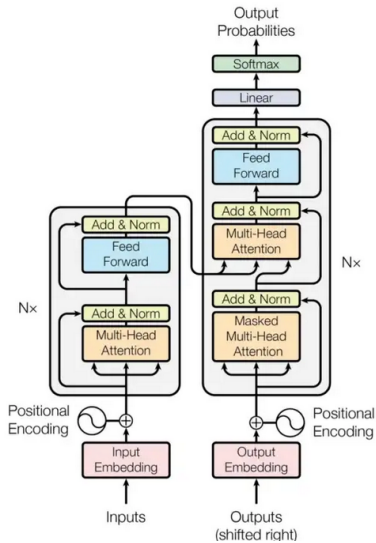 Output
Probabilities
Softmax
Linear
Add & Norm
Feed
Forward
Add & Norm
Multi-Head
Attention
Add & Norm
Masked
Multi-Head
Attention
Nx
Add & Norm
Feed
Forward
Add & Norm
Multi-Head
Attention
N×
Positional
Encoding
Positional
Encoding
Input
Embedding
Output
Embedding
Inputs
Outputs
(shifted right)